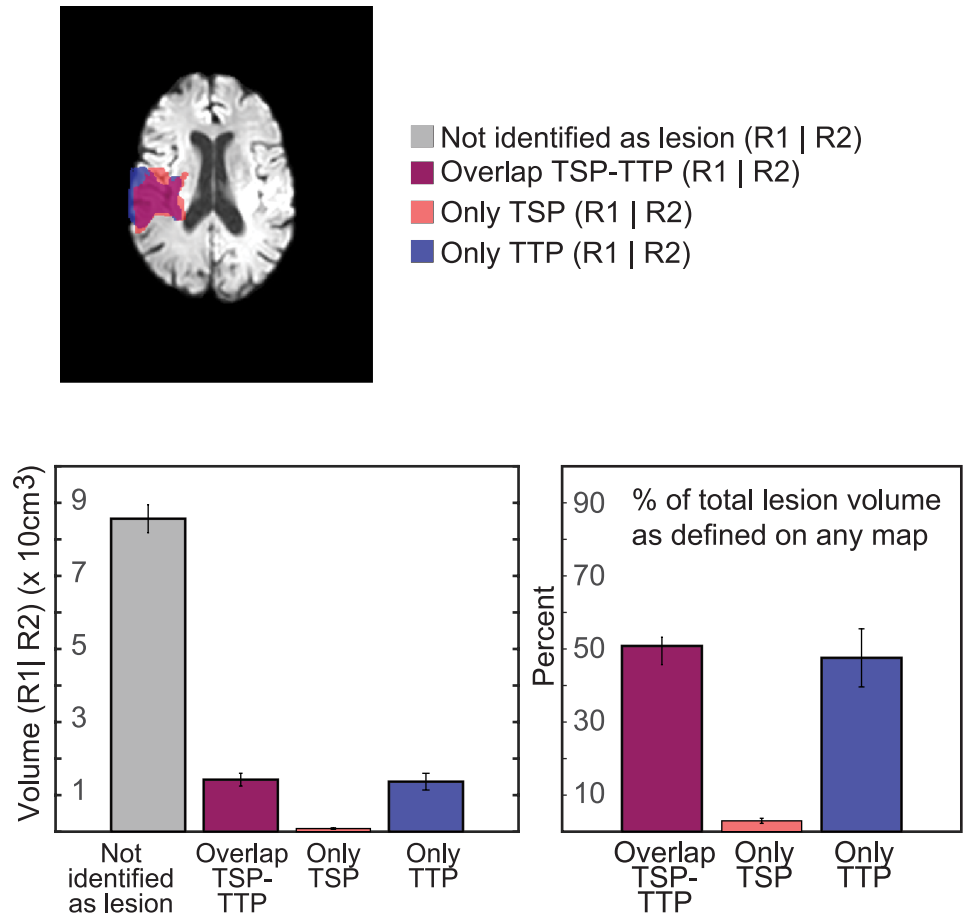 Not identified as lesion (R1 | R2)
Overlap TSP-TTP (R1 | R2)
Only TSP (R1 | R2)
Only TTP (R1 | R2)
Volume (R1| R2) (x 10cm3)
9
7
5
3
1
Not
identified
as lesion
Overlap
TSP-
TTP
Only
TSP
Only
TTP
% of total lesion volume
as defined on any map
Percent
90
70
50
30
10
Overlap
TSP-
TTP
Only
TSP
Only
TTP